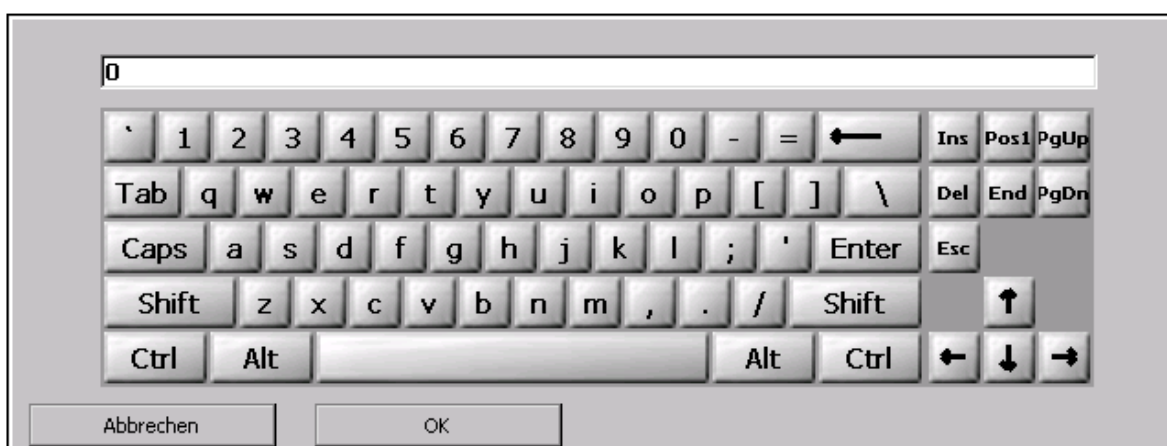 0
` 1 2 3 4 5 6 7 8 9 0 - = Ins Pos1 PgUp
Tab q w e r t y u i o p [ ] \ Del End PgDn
Caps a s d f g h j k l ; ' Enter Esc
Shift z x c v b n m , . / Shift
Ctrl Alt Alt Ctrl
Abbrechen OK